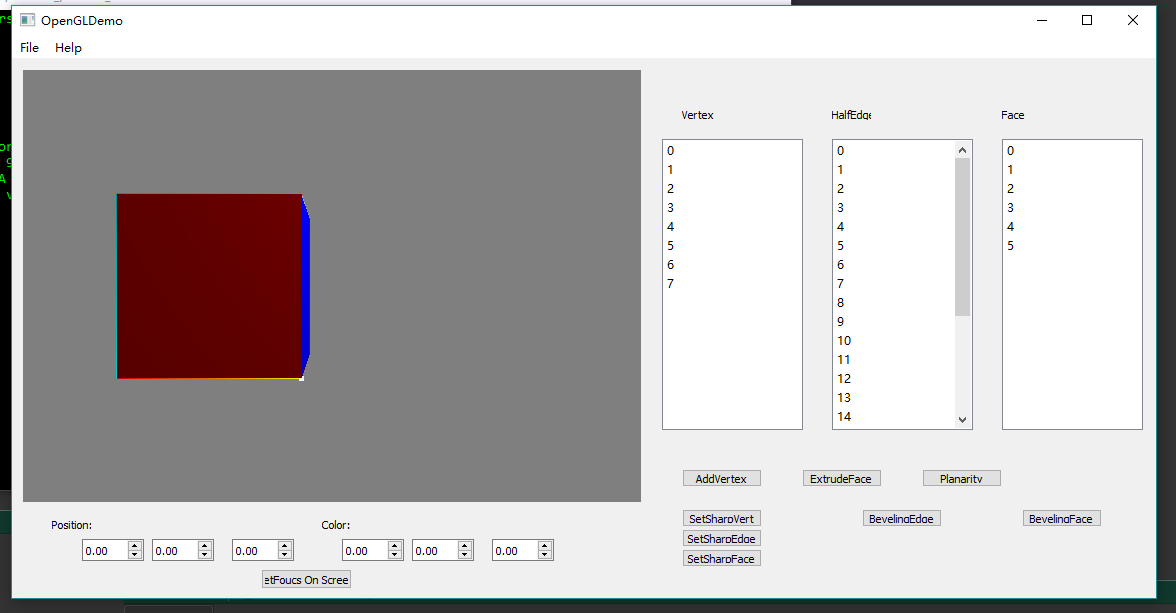 OpenGLDemo
File Help
Vertex HalfEdge Face
0 0 0
1 1 1
2 2 2
3 3 3
4 4 4
5 5 5
6 6
7 7
8
9
10
11
12
13
14
AddVertex ExtrudeFace Planarity
SetSharpVert BevelingEdge BevelingFace
SetSharpEdge
SetSharpFace
Position: Color:
0.00 0.00 0.00 0.00 0.00 0.00
etFoucs On Scree